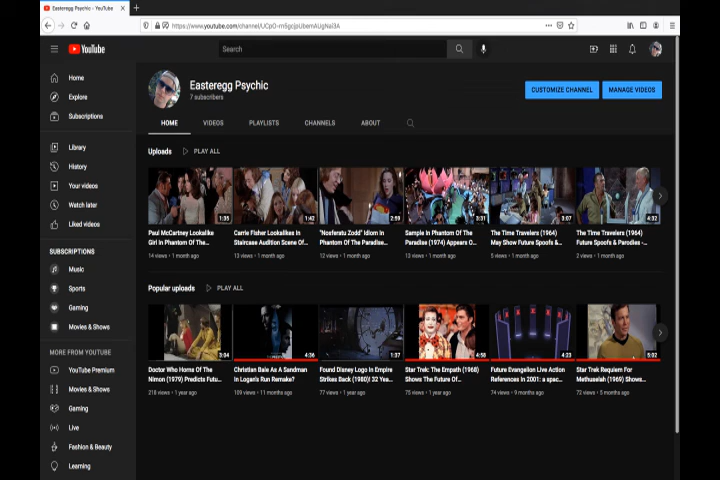 Easteregg Psychic - YouTube
https://www.youtube.com/channel/
YouTube
Search
Home
Explore
Subscriptions
Library
History
Your videos
Watch later
Liked videos
SUBSCRIPTIONS
Music
Sports
Gaming
Movies & Shows
MORE FROM YOUTUBE
YouTube Premium
Movies & Shows
Gaming
Live
Fashion & Beauty
Learning
Easteregg Psychic
7 subscribers
CUSTOMIZE CHANNEL
MANAGE VIDEOS
HOME VIDEOS PLAYLISTS CHANNELS ABOUT
Uploads PLAY ALL
1:35
Paul McCartney Lookalike
Girl In Phantom Of The...
14 views • 1 month ago
1:42
Carrie Fisher Lookalikes In
Staircase Audition Scene Of...
13 views • 1 month ago
2:59
"Nosferatu Zodd" Idiom In
Phantom Of The Paradise...
12 views • 1 month ago
3:31
Sample In Phantom Of The
Paradise (1974) Appears O...
13 views • 1 month ago
3:07
The Time Travelers (1964)
May Show Future Spoofs &...
5 views • 1 month ago
4:32
The Time Travelers (1964)
Future Spoofs & Parodies -...
2 views • 1 month ago
Popular uploads PLAY ALL
3:04
Doctor Who Horns Of The
Nimon (1979) Predicts Futu...
218 views • 1 year ago
4:36
Christian Bale As A Sandman
In Logan's Run Remake?
109 views • 11 months ago
1:37
Found Disney Logo In Empire
Strikes Back (1980)! 32 Yea...
77 views • 1 year ago
4:58
Star Trek: The Empath (1968)
Shows The Future Of...
75 views • 1 year ago
4:23
Future Evangelion Live Action
References In 2001: a spac...
74 views • 9 months ago
5:02
Star Trek Requiem For
Methuselah (1969) Shows...
72 views • 5 months ago